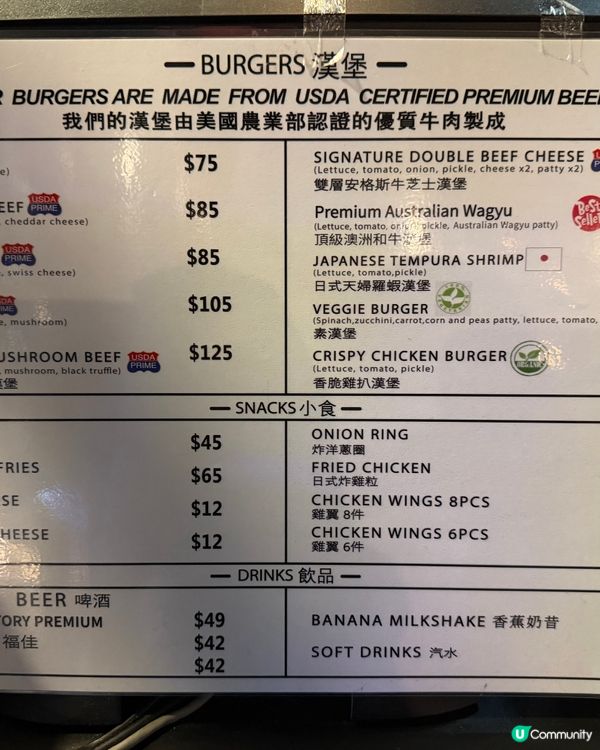 BURGERS 漢堡
R BURGERS ARE MADE FROM USDA CERTIFIED PREMIUM BEE
我們的漢堡由美國農業部認證的優質牛肉製成
e)
$75
EEF USDA PRIME
, cheddar cheese)
$85
USDA PRIME
, swiss cheese)
$85
e, mushroom)
$105
USHROOM BEEF USDA PRIME
, mushroom, black truffle)
堡
$125
SIGNATURE DOUBLE BEEF CHEESE
(Lettuce, tomato, onion, pickle, cheese x2, patty x2)
雙層安格斯牛芝士漢堡
Premium Australian Wagyu
Best Seller
(Lettuce, tomato, onion, pickle, Australian Wagyu patty)
頂級澳洲和牛漢堡
JAPANESE TEMPURA SHRIMP
(Lettuce, tomato,pickle)
日式天婦羅蝦漢堡
VEGGIE BURGER
(Spinach,zucchini,carrot,corn and peas patty, lettuce, tomato,
素漢堡
CRISPY CHICKEN BURGER
ORGANIC
(Lettuce, tomato, pickle)
香脆雞扒漢堡
SNACKS 小食
$45
FRIES
$65
SE
$12
HEESE
$12
ONION RING
炸洋蔥圈
FRIED CHICKEN
日式炸雞粒
CHICKEN WINGS 8PCS
雞翼 8件
CHICKEN WINGS 6PCS
雞翼 6件
DRINKS 飲品
BEER 啤酒
TORY PREMIUM $49
福佳 $42
$42
BANANA MILKSHAKE 香蕉奶昔
SOFT DRINKS 汽水
U Community